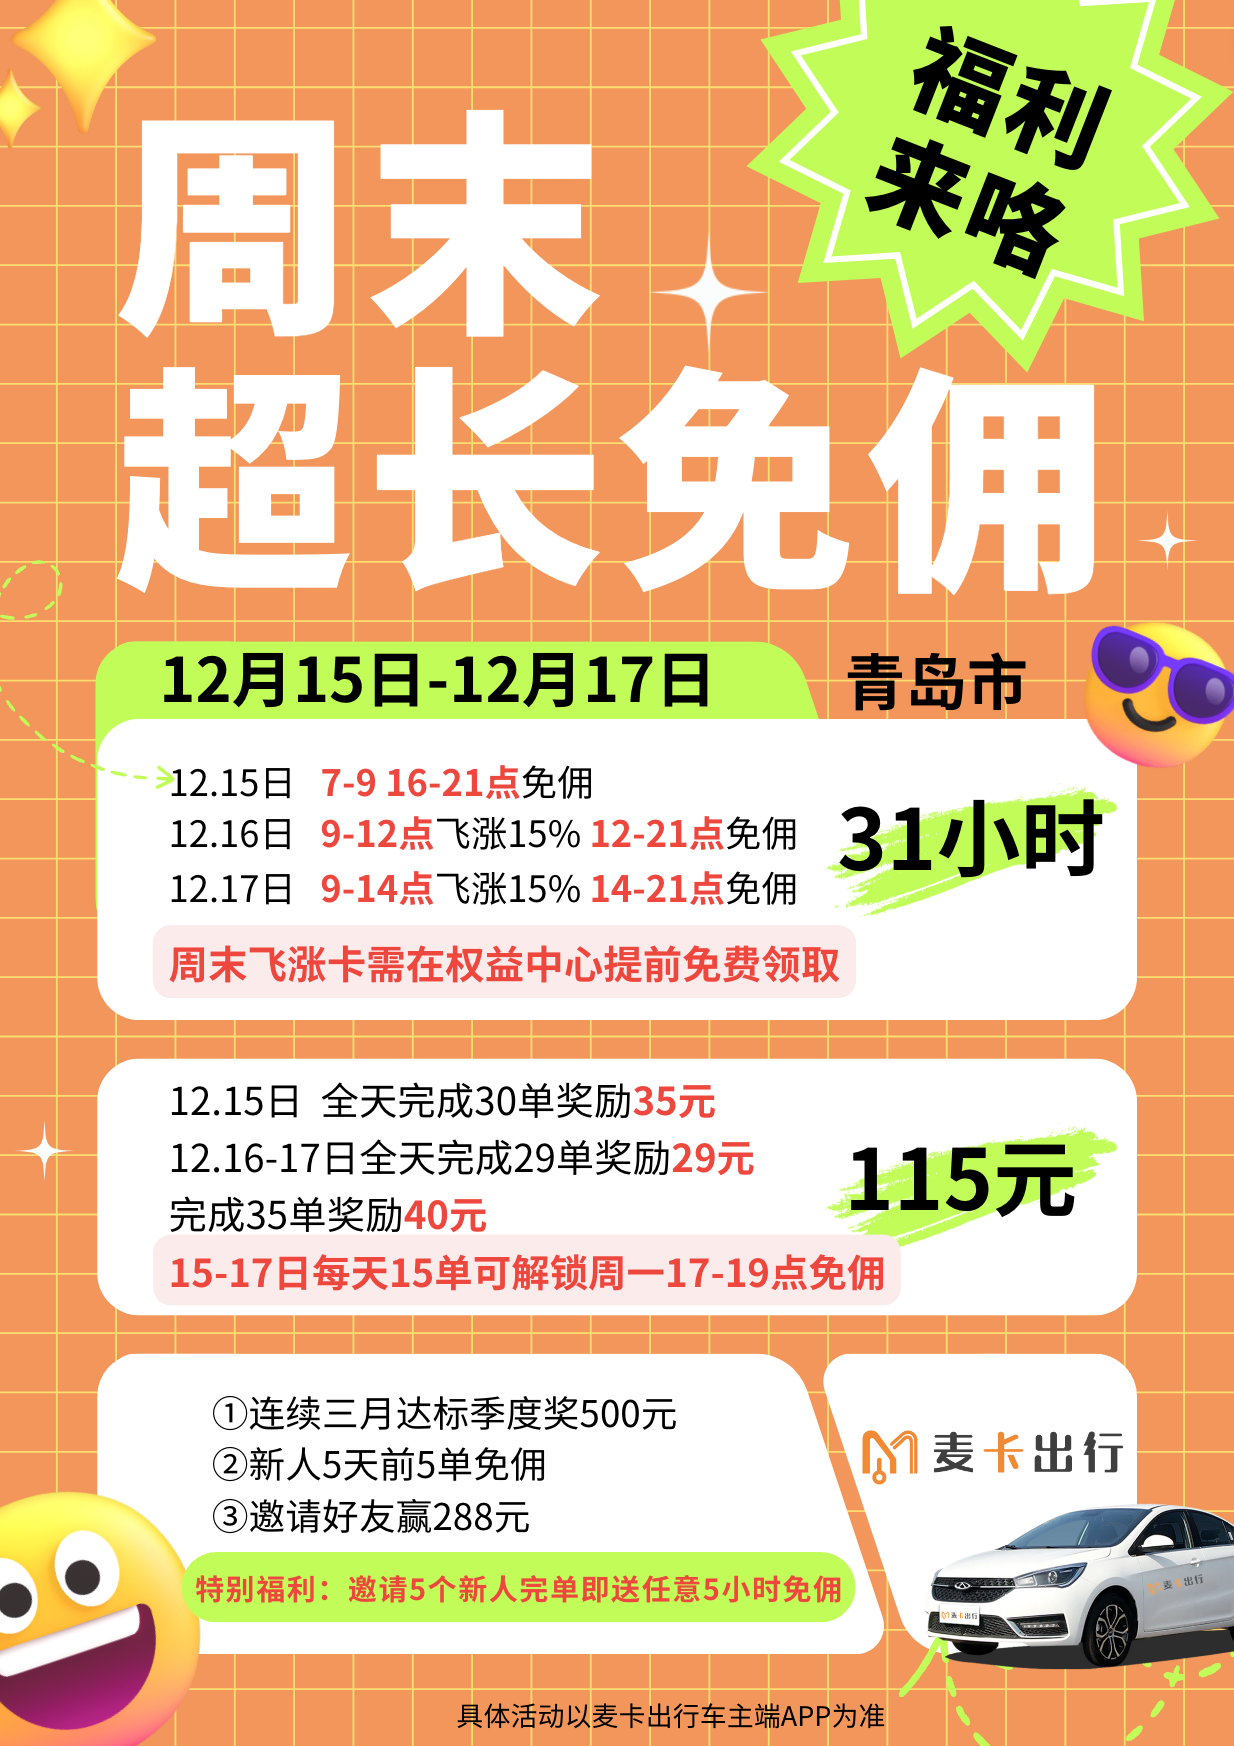 福利
来咯
周末
超长免佣
12月15日-12月17日
青岛市
12.15日 7-9 16-21点免佣
12.16日 9-12点飞涨15% 12-21点免佣
12.17日 9-14点飞涨15% 14-21点免佣
31小时
周末飞涨卡需在权益中心提前免费领取
12.15日 全天完成30单奖励35元
12.16-17日全天完成29单奖励29元
完成35单奖励40元
115元
15-17日每天15单可解锁周一17-19点免佣
①连续三月达标季度奖500元
②新人5天前5单免佣
③邀请好友赢288元
特别福利：邀请5个新人完单即送任意5小时免佣
麦卡出行
麦卡出行
麦卡出行
具体活动以麦卡出行车主端APP为准